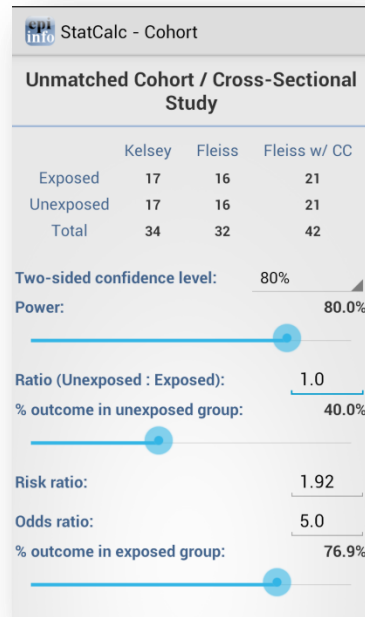 epi
info
StatCalc - Cohort
Unmatched Cohort / Cross-Sectional
Study
Kelsey Fleiss Fleiss w/ CC
Exposed 17 16 21
Unexposed 17 16 21
Total 34 32 42
Two-sided confidence level: 80%
Power: 80.0%
Ratio (Unexposed : Exposed): 1.0
% outcome in unexposed group: 40.0%
Risk ratio: 1.92
Odds ratio: 5.0
% outcome in exposed group: 76.9%